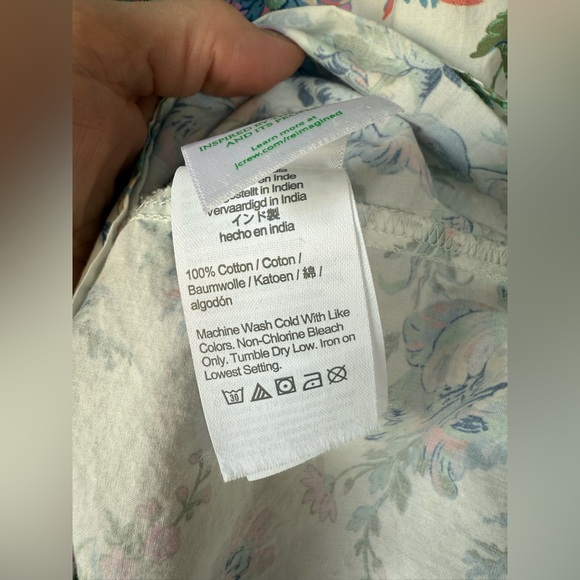 INSPIRED
AND ITS
Learn more at
jcrew.com/reimagined
en Inde
in Indien
Vervaardigd in India
インド製
hecho en india
100% Cotton / Coton /
Baumwolle / Katoen / 綿 /
algodón
Machine Wash Cold With Like
Colors. Non-Chlorine Bleach
Only. Tumble Dry Low. Iron on
Lowest Setting.
30